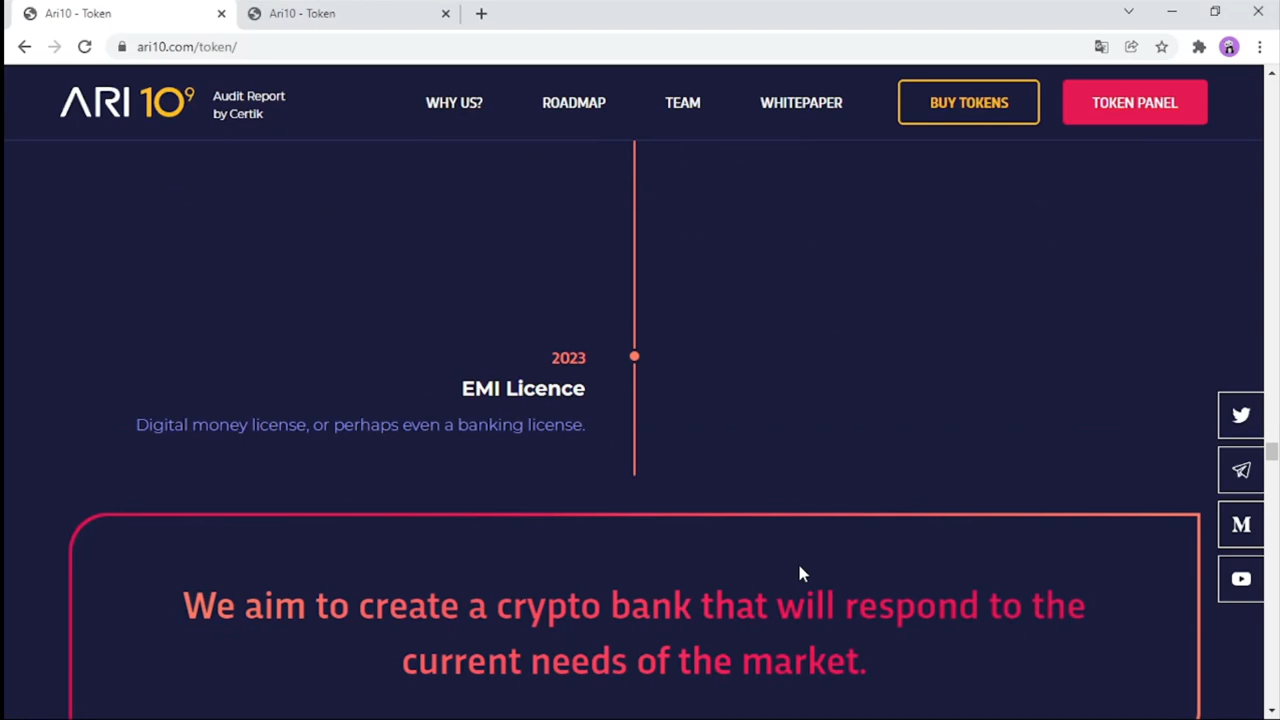 Ari10 - Token
Ari10 - Token
ari10.com/token/
ARI 10⁹
Audit Report
by Certik
WHY US?
ROADMAP
TEAM
WHITEPAPER
BUY TOKENS
TOKEN PANEL
2023
EMI Licence
Digital money license, or perhaps even a banking license.
We aim to create a crypto bank that will respond to the
current needs of the market.